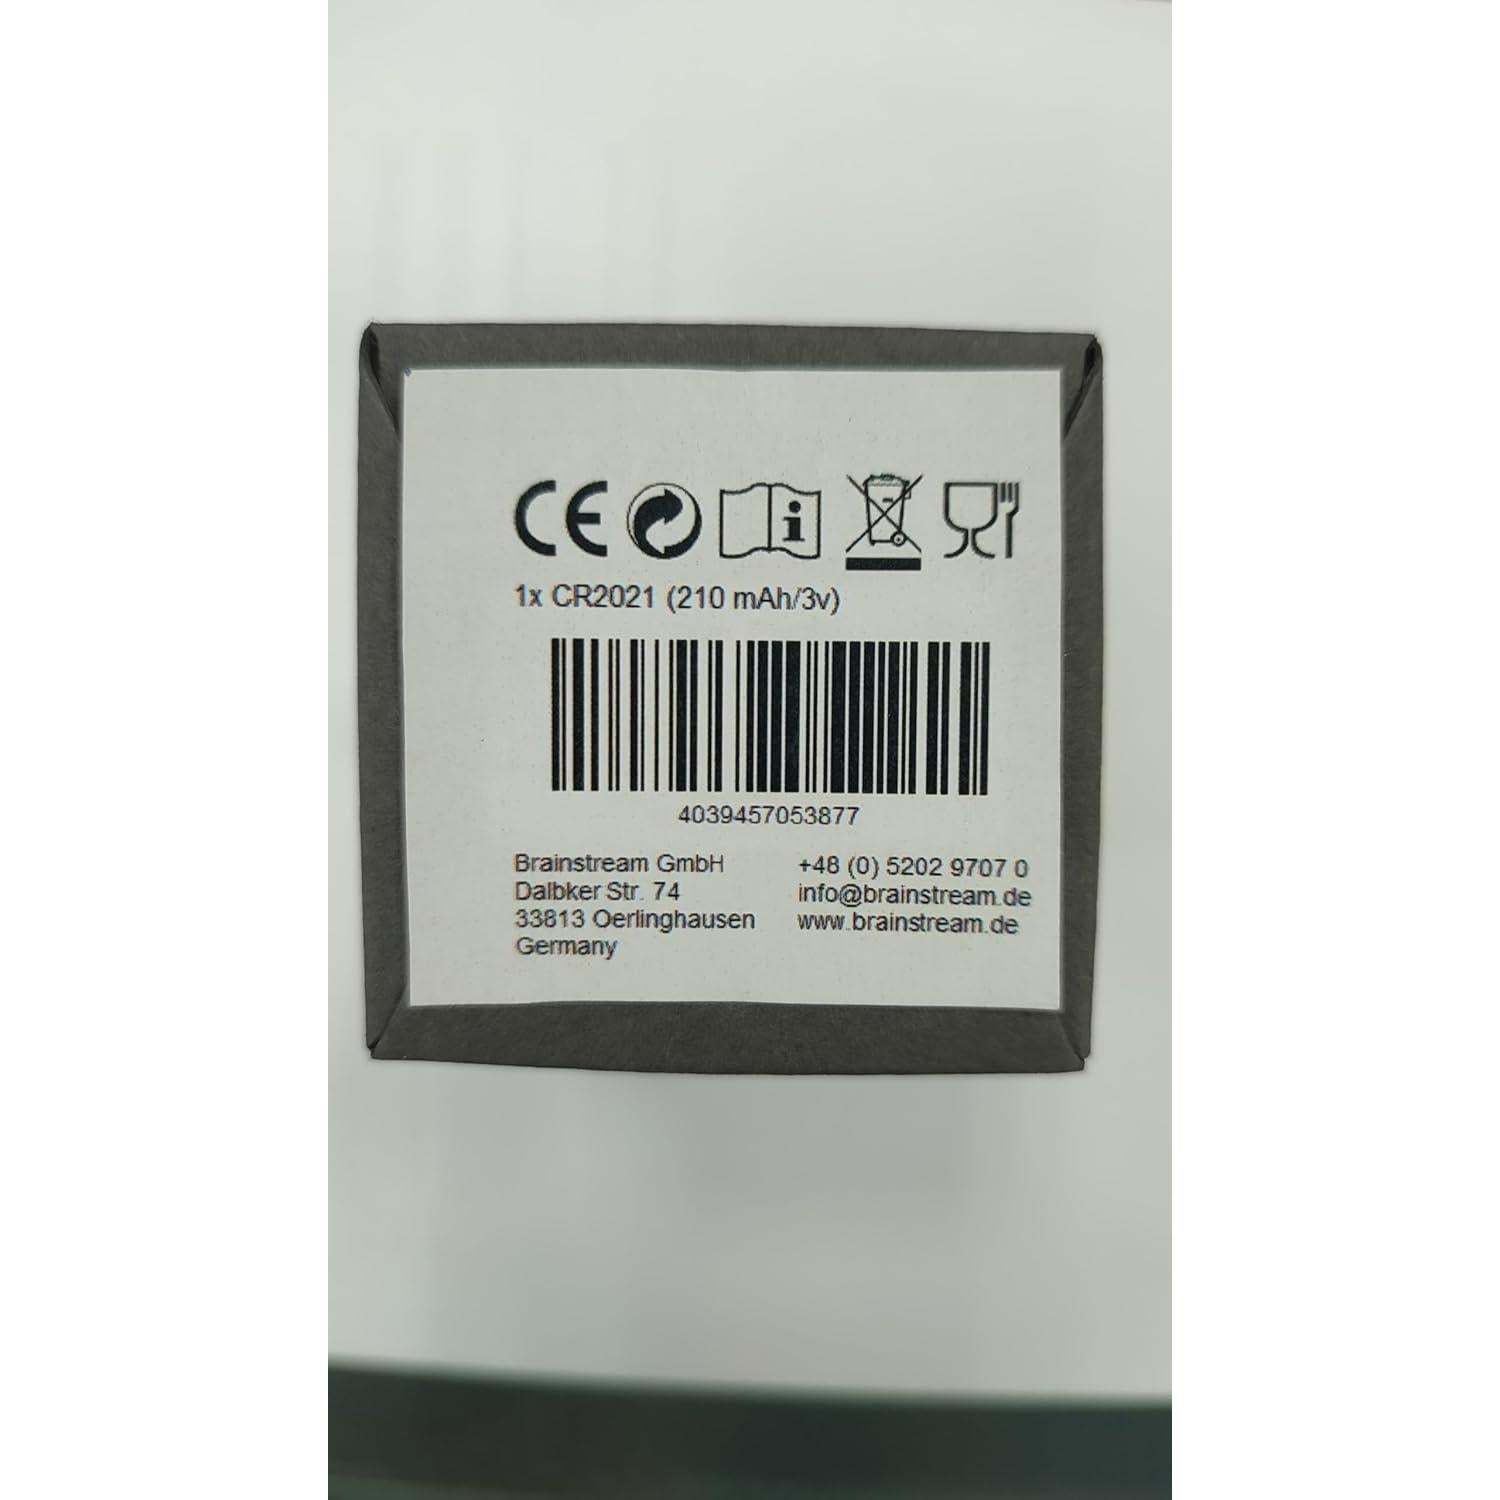 CE
1x CR2021 (210 mAh/3v)
4039457053877
Brainstream GmbH
Dalbker Str. 74
33813 Oerlinghausen
Germany
+48 (0) 5202 9707 0
info@brainstream.de
www.brainstream.de